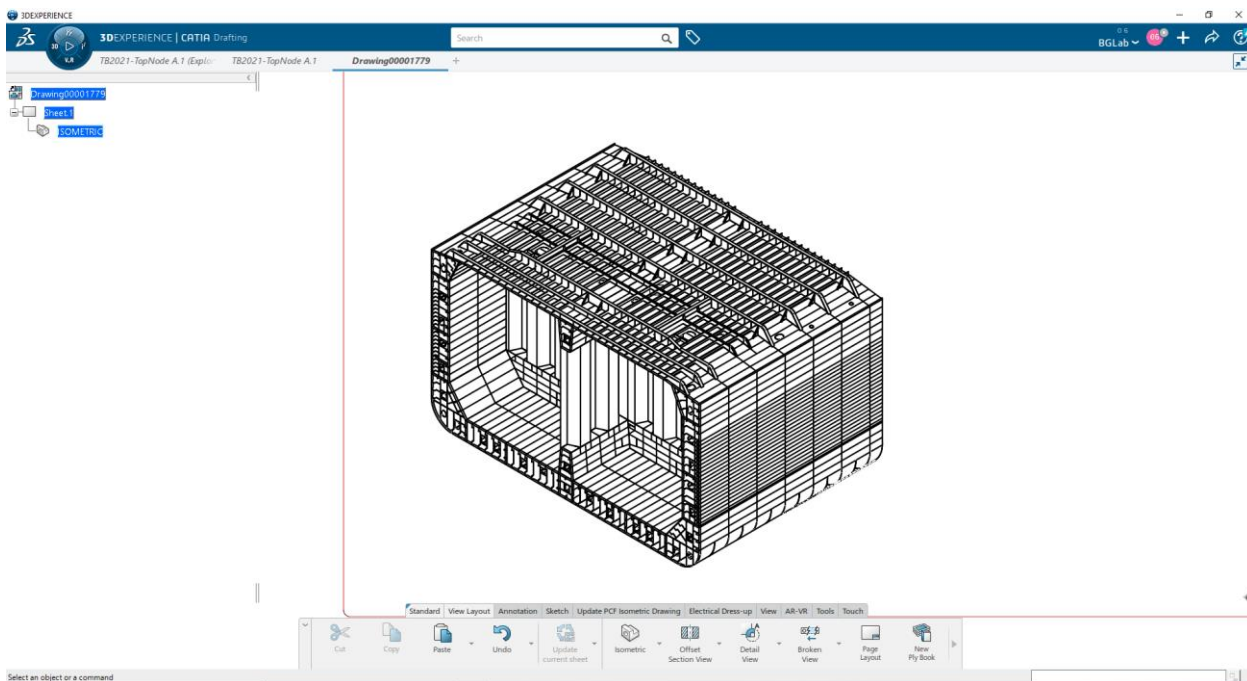 3DEXPERIENCE
3DEXPERIENCE | CATIA Drafting
Search
BGLab
3D
V.R
TB2021-TopNode A.1 (Explor
TB2021-TopNode A.1
Drawing00001779
Drawing00001779
Sheet.1
ISOMETRIC
Standard View Layout Annotation Sketch Update PCF Isometric Drawing Electrical Dress-up View AR-VR Tools Touch
Cut
Copy
Paste
Undo
Update
current sheet
Isometric
Offset
Section View
Detail
View
Broken
View
Page
Layout
New
Ply Book
Select an object or a command